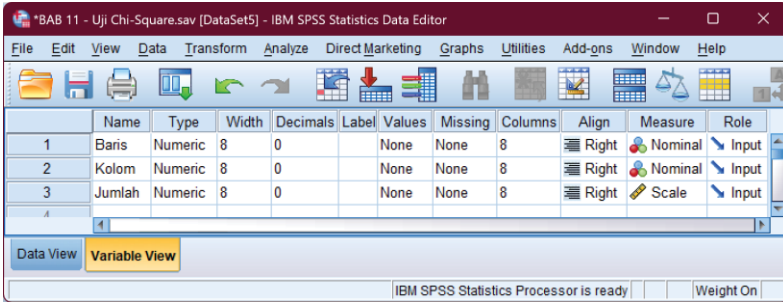 *BAB 11 - Uji Chi-Square.sav [DataSet5] - IBM SPSS Statistics Data Editor
File Edit View Data Transform Analyze Direct Marketing Graphs Utilities Add-ons Window Help
Name Type Width Decimals Label Values Missing Columns Align Measure Role
1 Baris Numeric 8 0 None None 8 Right Nominal Input
2 Kolom Numeric 8 0 None None 8 Right Nominal Input
3 Jumlah Numeric 8 0 None None 8 Right Scale Input
4
Data View Variable View
IBM SPSS Statistics Processor is ready Weight On